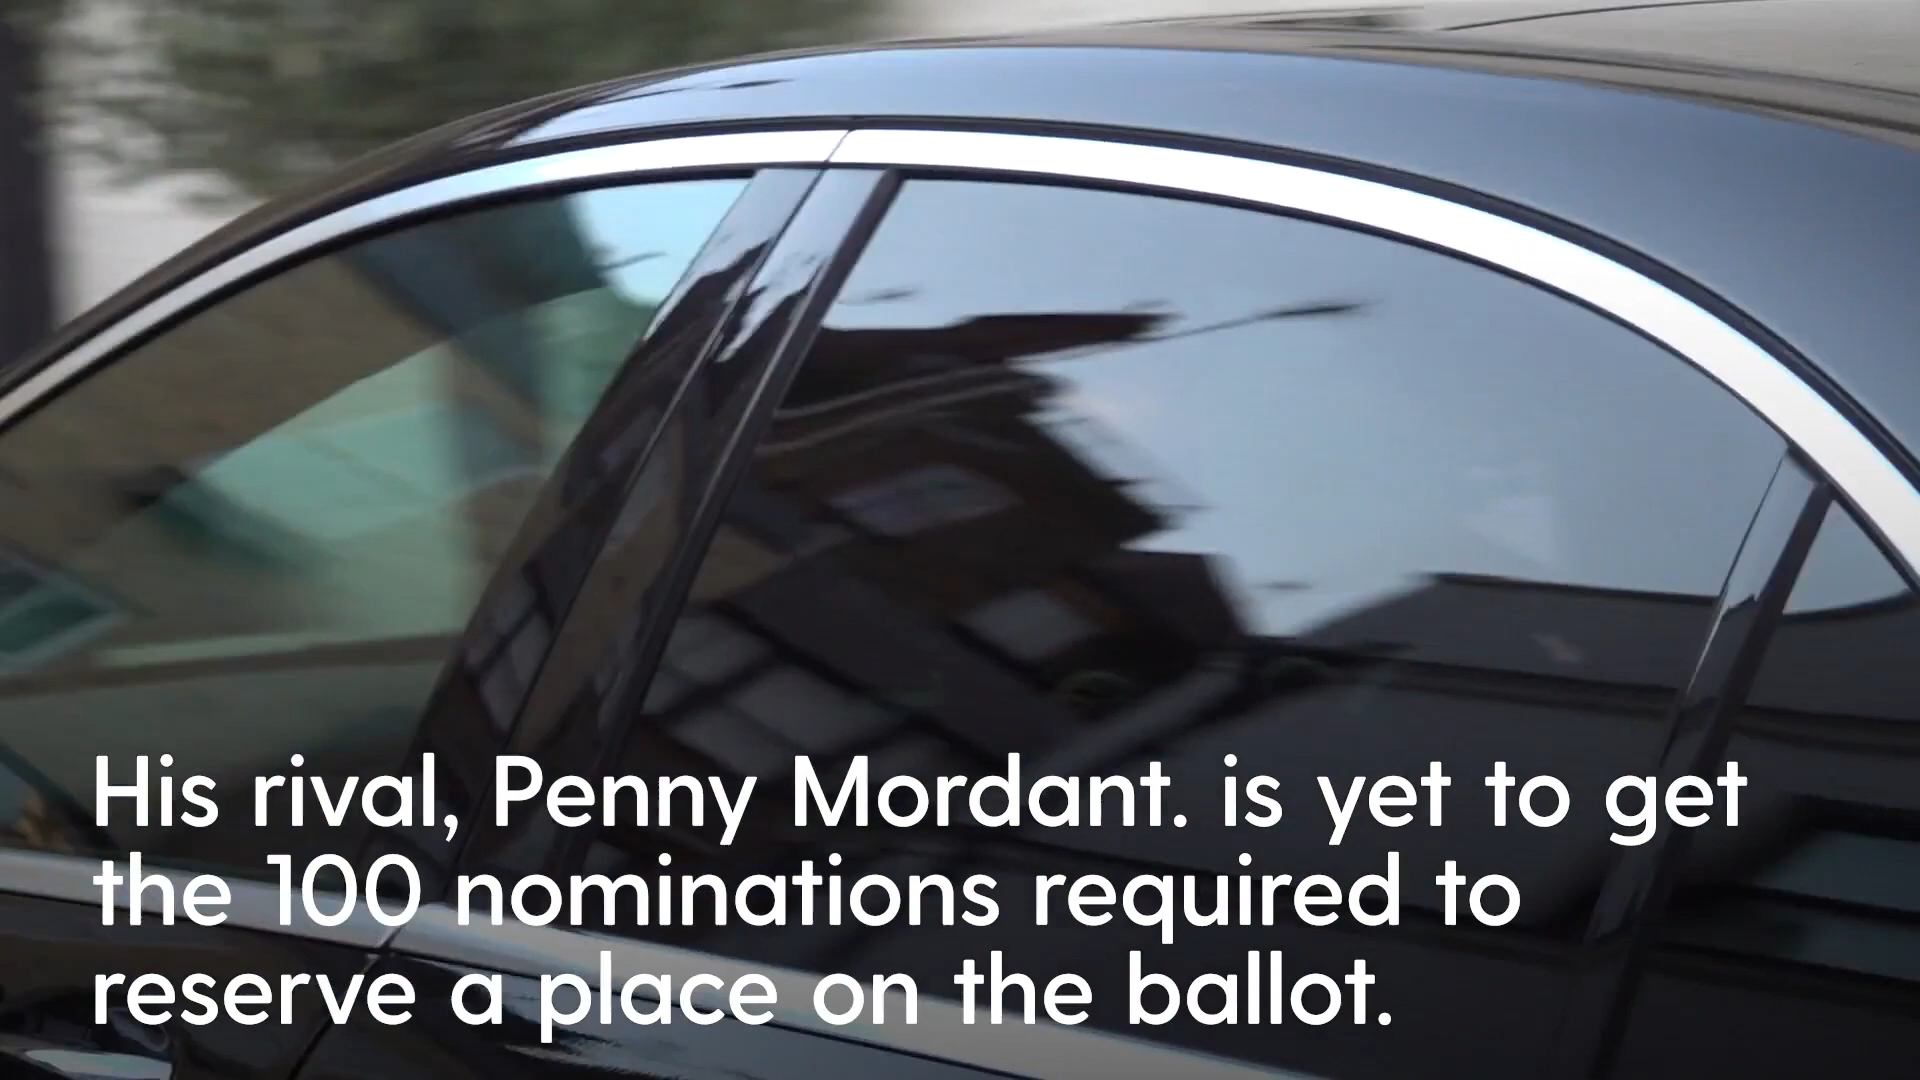 His rival, Penny Mordant. is yet to get
the 100 nominations required to
reserve a place on the ballot.